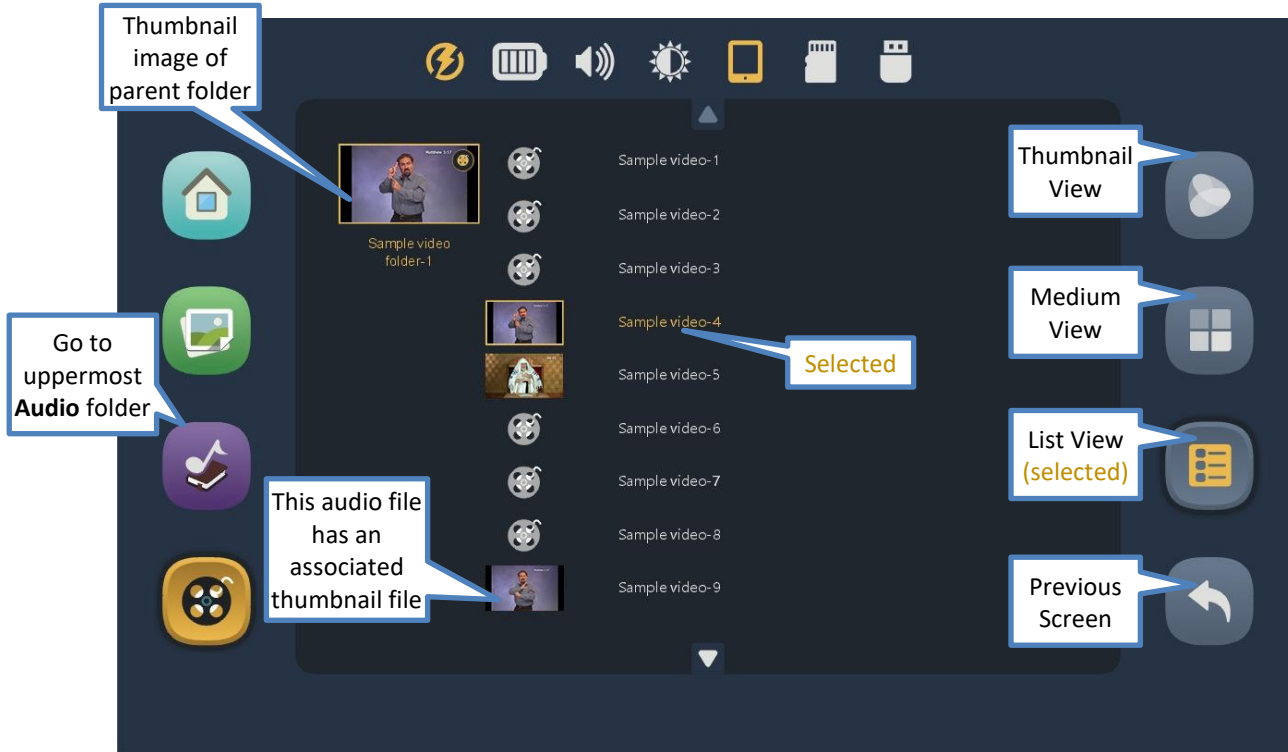 Thumbnail
image of
parent folder
Sample video
folder-1
Sample video-1
Sample video-2
Sample video-3
Sample video-4
Sample video-5
Sample video-6
Sample video-7
Sample video-8
Sample video-9
Selected
Go to
uppermost
Audio folder
This audio file
has an
associated
thumbnail file
Thumbnail
View
Medium
View
List View
(selected)
Previous
Screen